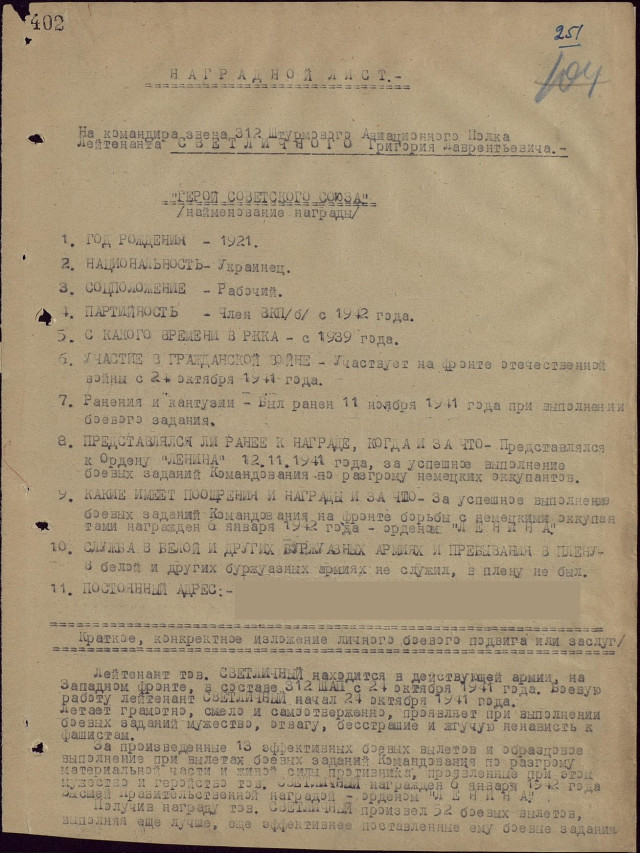 402
251
104
НАГРАДНОЙ ЛИСТ.-
На командира звена 312 Штурмового Авиационного Полка
Лейтенанта СВЕТЛИЧНОГО Григория Лаврентьевича.-
"ГЕРОЙ СОВЕТСКОГО СОЮЗА"
/наименование награды/
1. ГОД РОЖДЕНИЯ - 1921.
2. НАЦИОНАЛЬНОСТЬ- Украинец.
3. СОЦПОЛОЖЕНИЕ - Рабочий.
4. ПАРТИЙНОСТЬ - Член ВКП/б/ с 1942 года.
5. С КАКОГО ВРЕМЕНИ В РККА - с 1939 года.
6. УЧАСТИЕ В ГРАЖДАНСКОЙ ВОЙНЕ - Участвует на фронте отечественной
войны с 24 октября 1941 года.
7. Ранения и кантузии - Был ранен 11 ноября 1941 года при выполнении
боевого задания.
8. ПРЕДСТАВЛЯЛСЯ ЛИ РАНЕЕ К НАГРАДЕ, КОГДА И ЗА ЧТО- Представлялся
к Ордену "ЛЕНИНА" 12.11.1941 года, за успешное выполнение
боевых заданий Командования по разгрому немецких оккупантов.
9. КАКИЕ ИМЕЕТ ПООЩРЕНИЯ И НАГРАДЫ И ЗА ЧТО- За успешное выполнение
боевых заданий Командования на фронте борьбы с немецкими оккупан
тами награжден 6 января 1942 года - орденом "ЛЕНИНА"
10. СЛУЖБА В БЕЛОЙ И ДРУГИХ БУРЖУАЗНЫХ АРМИЯХ И ПРЕБЫВАНИЯ В ПЛЕНУ-
В белой и других буржуазных армиях не служил, в плену не был.
11. ПОСТОЯННЫЙ АДРЕС:-
Краткое, конкретное изложение личного боевого подвига или заслуг/
Лейтенант тов. СВЕТЛИЧНЫЙ находится в действующей армии, на
Западном фронте, в составе 312 ШАП с 24 октября 1941 года. Боевую
работу лейтенант СВЕТЛИЧНЫЙ начал 24 октября 1941 года.
Летает грамотно, смело и самоотверженно, проявляет при выполнении
боевых заданий мужество, отвагу, бесстрашие и жгучую ненависть к
фашистам.
За произведенные 13 эффективных боевых вылетов и образцовое
выполнение при вылетах боевых заданий Командования по разгрому
материальной части и живой силы противника, проявленные при этом
мужество и геройство тов. СВЕТЛИЧНЫЙ награжден 6 января 1942 года
высшей правительственной наградой - орденом "ЛЕНИНА"
Получив награду тов. СВЕТЛИЧНЫЙ произвел 52 боевых вылетов,
выполняя еще лучше, еще эффективнее поставленные ему боевые задания